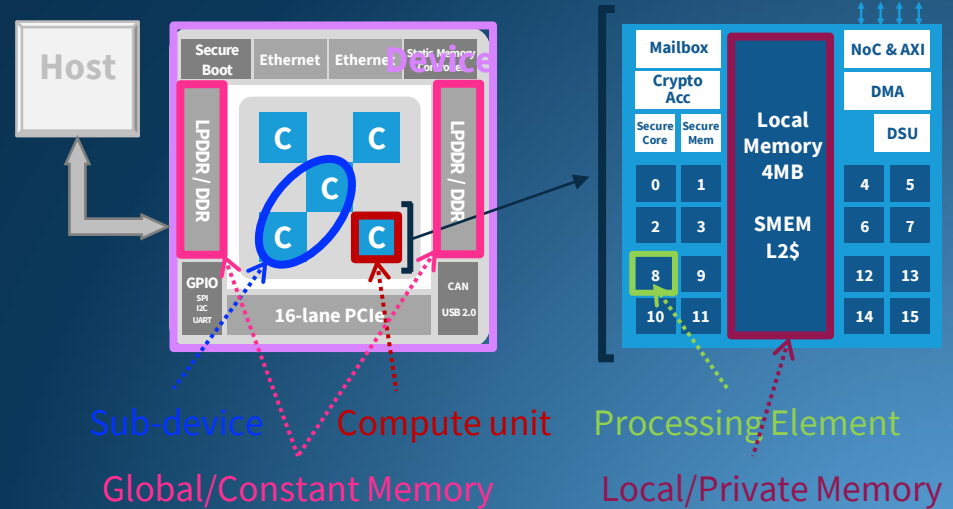 Host
Secure
Boot
Ethernet
Ethernet
Static Memory
Controller
Device
LPDDR / DDR
C
C
C
C
C
LPDDR / DDR
GPIO
SPI
I2C
UART
16-lane PCIe
CAN
USB 2.0
Mailbox
Crypto
Acc
Secure
Core
Secure
Mem
0
1
2
3
8
9
10
11
Local
Memory
4MB
SMEM
L2$
NoC & AXI
DMA
DSU
4
5
6
7
12
13
14
15
Sub-device
Compute unit
Processing Element
Global/Constant Memory
Local/Private Memory